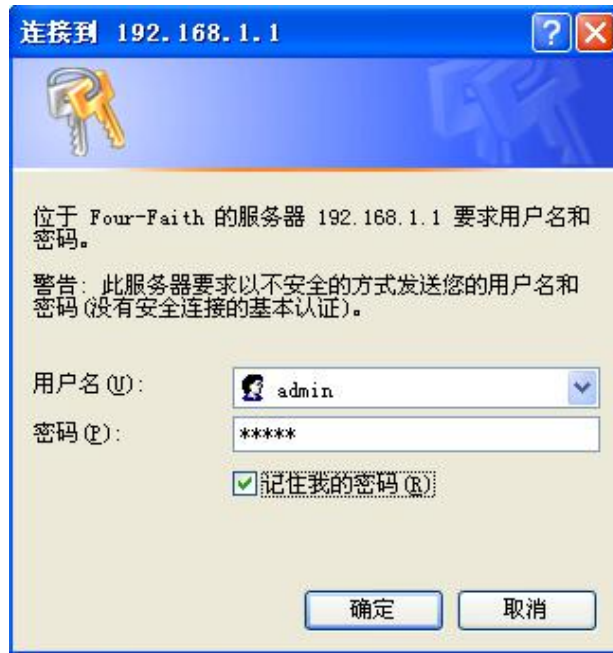 连接到 192.168.1.1
位于 Four-Faith 的服务器 192.168.1.1 要求用户名和
密码。
警告: 此服务器要求以不安全的方式发送您的用户名和
密码(没有安全连接的基本认证)。
用户名(U):
admin
密码(P):
*****
记住我的密码(R)
确定
取消